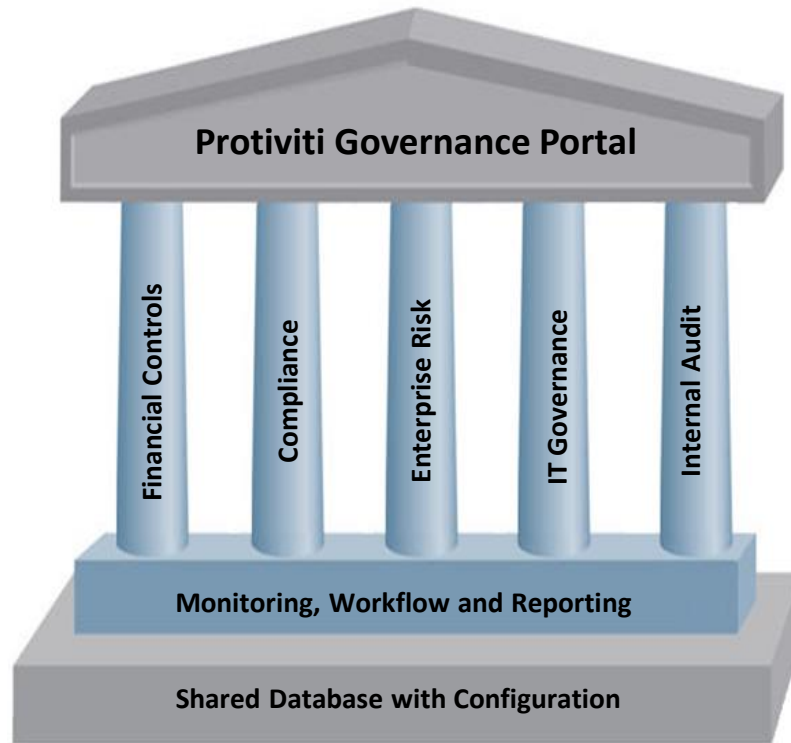 Protiviti Governance Portal
Financial Controls
Compliance
Enterprise Risk
IT Governance
Internal Audit
Monitoring, Workflow and Reporting
Shared Database with Configuration